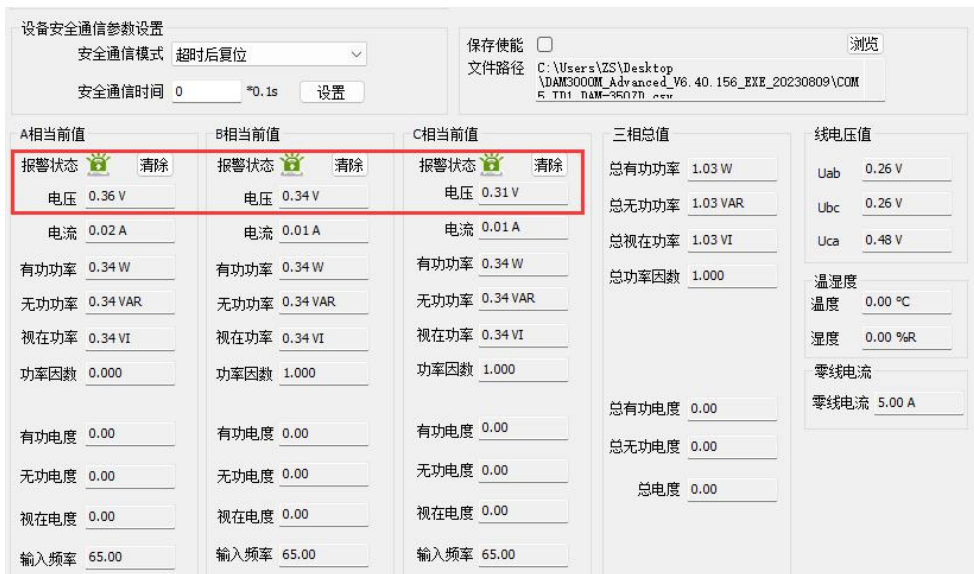 设备安全通信参数设置
安全通信模式 超时后复位
安全通信时间 0 *0.1s 设置
保存使能 浏览
文件路径 C:\Users\ZS\Desktop
\DAM3000M_Advanced_V6.40.156_EXE_20230809\COM
5_ID1_DAM-3507D.csv
A相当前值
报警状态 清除
电压 0.36 V
电流 0.02 A
有功功率 0.34 W
无功功率 0.34 VAR
视在功率 0.34 VI
功率因数 0.000
有功电度 0.00
无功电度 0.00
视在电度 0.00
输入频率 65.00
B相当前值
报警状态 清除
电压 0.34 V
电流 0.01 A
有功功率 0.34 W
无功功率 0.34 VAR
视在功率 0.34 VI
功率因数 1.000
有功电度 0.00
无功电度 0.00
视在电度 0.00
输入频率 65.00
C相当前值
报警状态 清除
电压 0.31 V
电流 0.01 A
有功功率 0.34 W
无功功率 0.34 VAR
视在功率 0.34 VI
功率因数 1.000
有功电度 0.00
无功电度 0.00
视在电度 0.00
输入频率 65.00
三相总值
总有功功率 1.03 W
总无功功率 1.03 VAR
总视在功率 1.03 VI
总功率因数 1.000
总有功电度 0.00
总无功电度 0.00
总电度 0.00
线电压值
Uab 0.26 V
Ubc 0.26 V
Uca 0.48 V
温湿度
温度 0.00 °C
湿度 0.00 %R
零线电流
零线电流 5.00 A